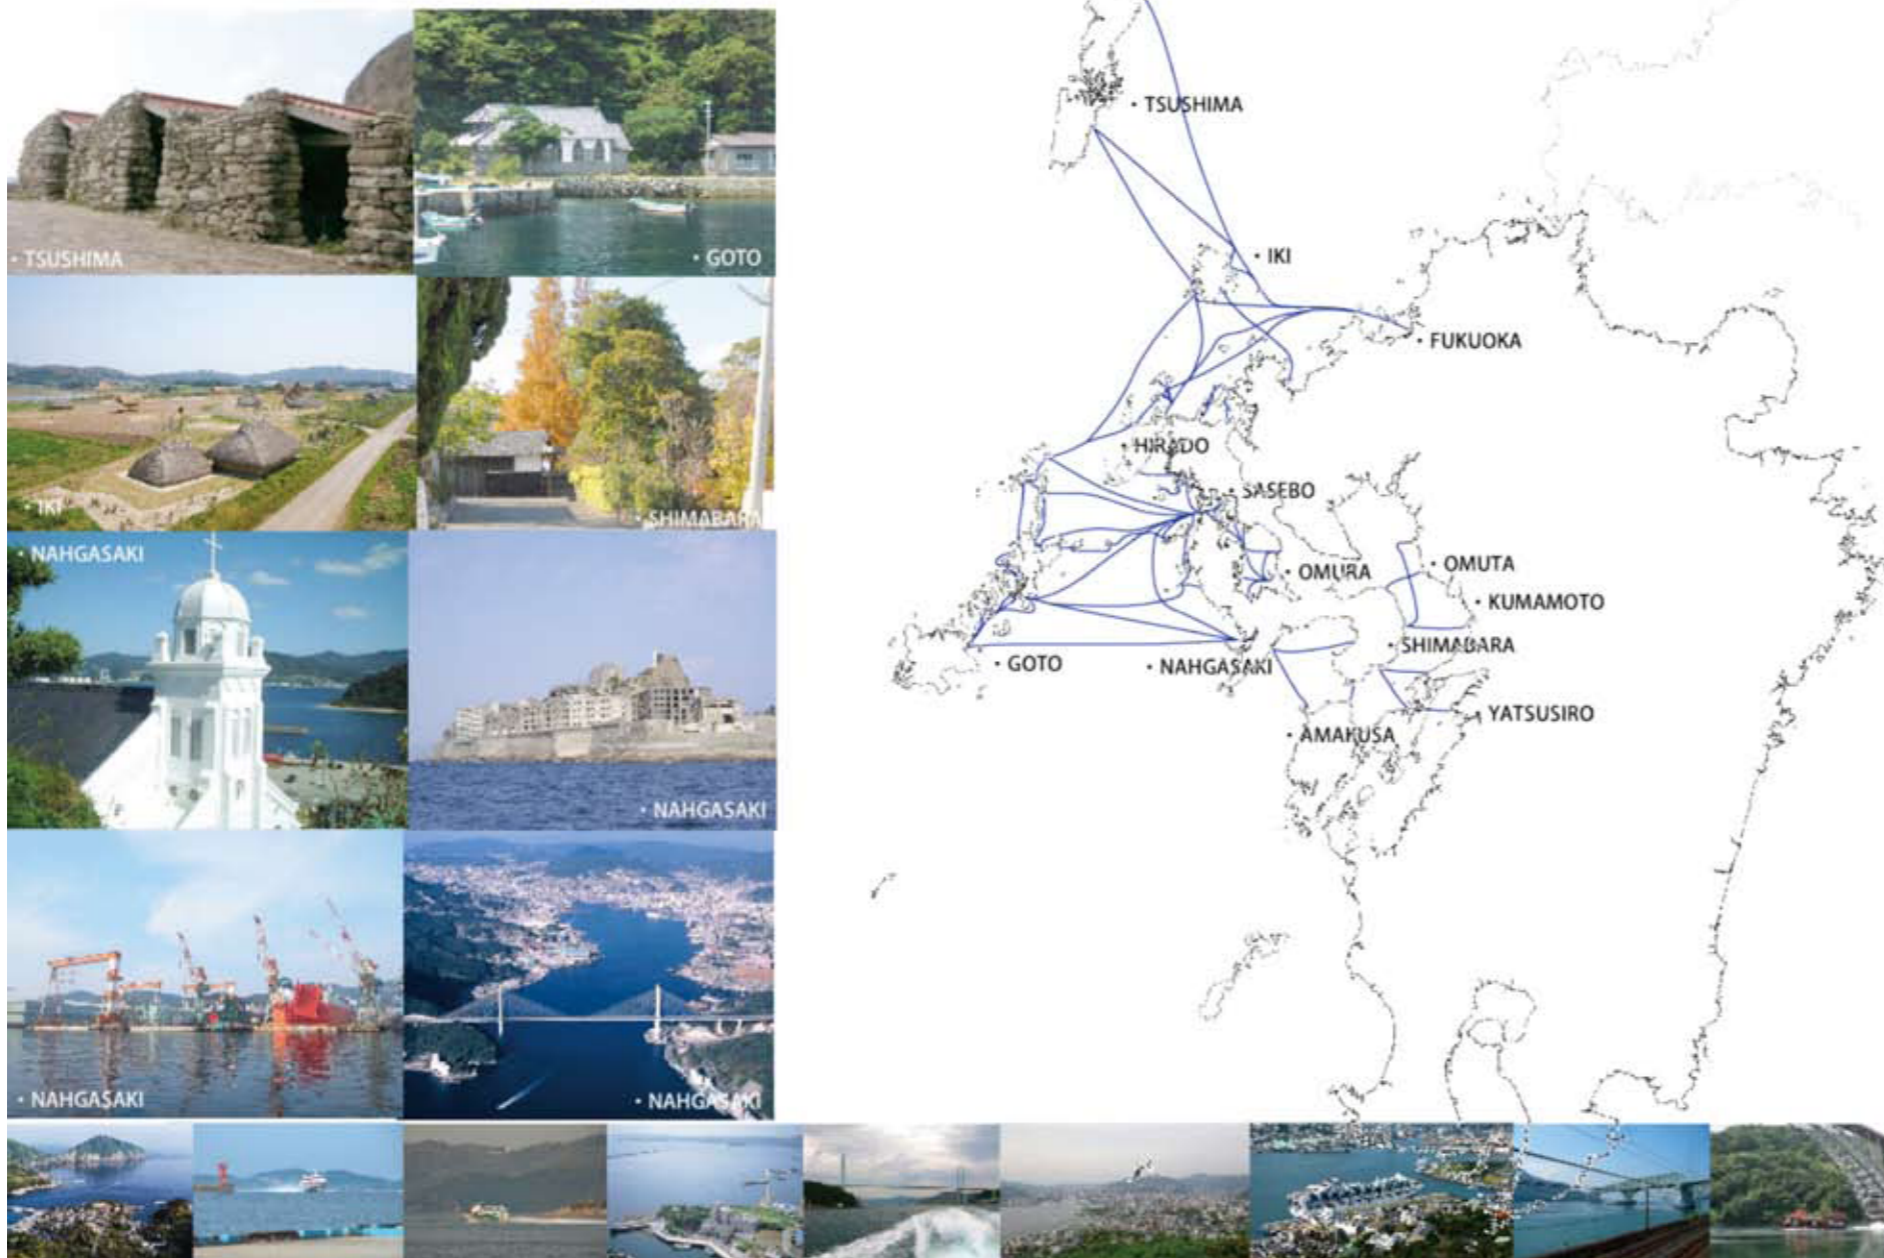 • TSUSHIMA
• GOTO
• IKI
• SHIMABARA
• NAHGASAKI
• NAHGASAKI
• NAHGASAKI
• NAHGASAKI
• TSUSHIMA
• IKI
• FUKUOKA
• HIRADO
• SASEBO
• OMURA
• OMUTA
• KUMAMOTO
• SHIMABARA
• GOTO
• NAHGASAKI
• YATSUSIRO
• AMAKUSA